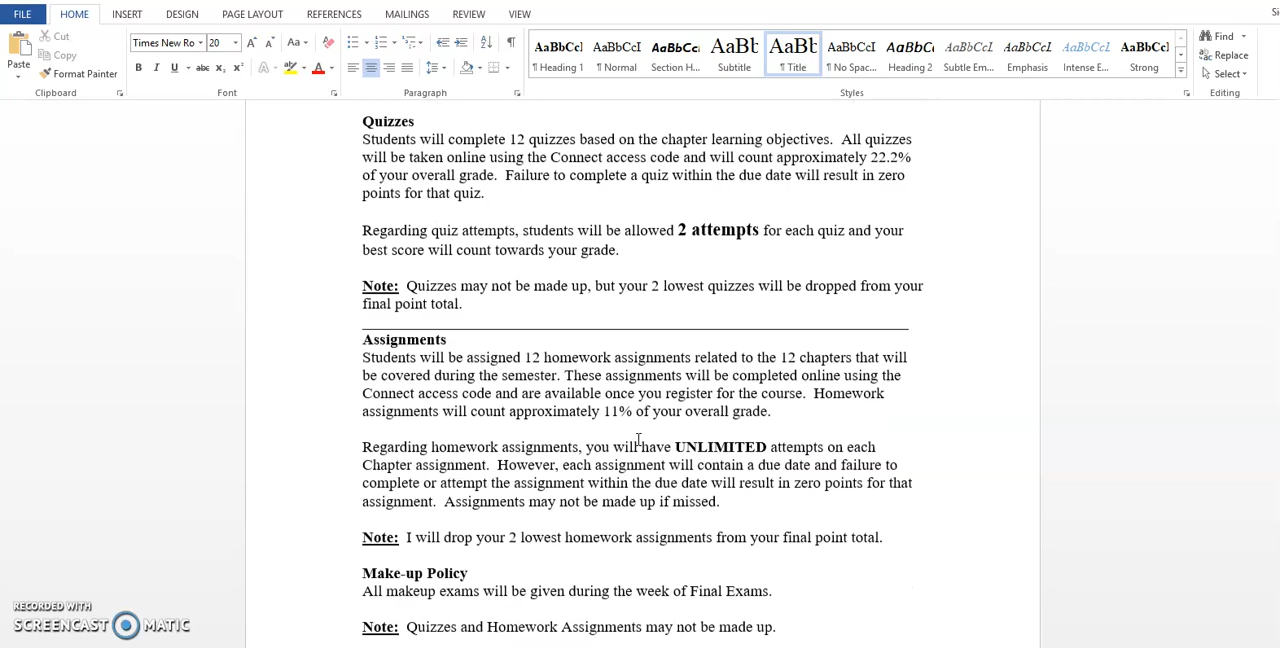 FILE HOME INSERT DESIGN PAGE LAYOUT REFERENCES MAILINGS REVIEW VIEW Si
Paste Cut Copy Format Painter Clipboard
Times New Ro 20 Aa B I U abc x₂ x² A A Font
Paragraph
AaBbCcI AaBbCcI AaBbCc AaBb AaBb AaBbCcI AaBbC AaBbCcL AaBbCcL AaBbCcL AaBbCcI
¶ Heading 1 ¶ Normal Section H... Subtitle ¶ Title ¶ No Spac... Heading 2 Subtle Em... Emphasis Intense E... Strong
Styles
Find Replace Select Editing
Quizzes
Students will complete 12 quizzes based on the chapter learning objectives. All quizzes
will be taken online using the Connect access code and will count approximately 22.2%
of your overall grade. Failure to complete a quiz within the due date will result in zero
points for that quiz.
Regarding quiz attempts, students will be allowed 2 attempts for each quiz and your
best score will count towards your grade.
Note: Quizzes may not be made up, but your 2 lowest quizzes will be dropped from your
final point total.
Assignments
Students will be assigned 12 homework assignments related to the 12 chapters that will
be covered during the semester. These assignments will be completed online using the
Connect access code and are available once you register for the course. Homework
assignments will count approximately 11% of your overall grade.
Regarding homework assignments, you will have UNLIMITED attempts on each
Chapter assignment. However, each assignment will contain a due date and failure to
complete or attempt the assignment within the due date will result in zero points for that
assignment. Assignments may not be made up if missed.
Note: I will drop your 2 lowest homework assignments from your final point total.
Make-up Policy
All makeup exams will be given during the week of Final Exams.
Note: Quizzes and Homework Assignments may not be made up.
RECORDED WITH
SCREENCAST MATIC